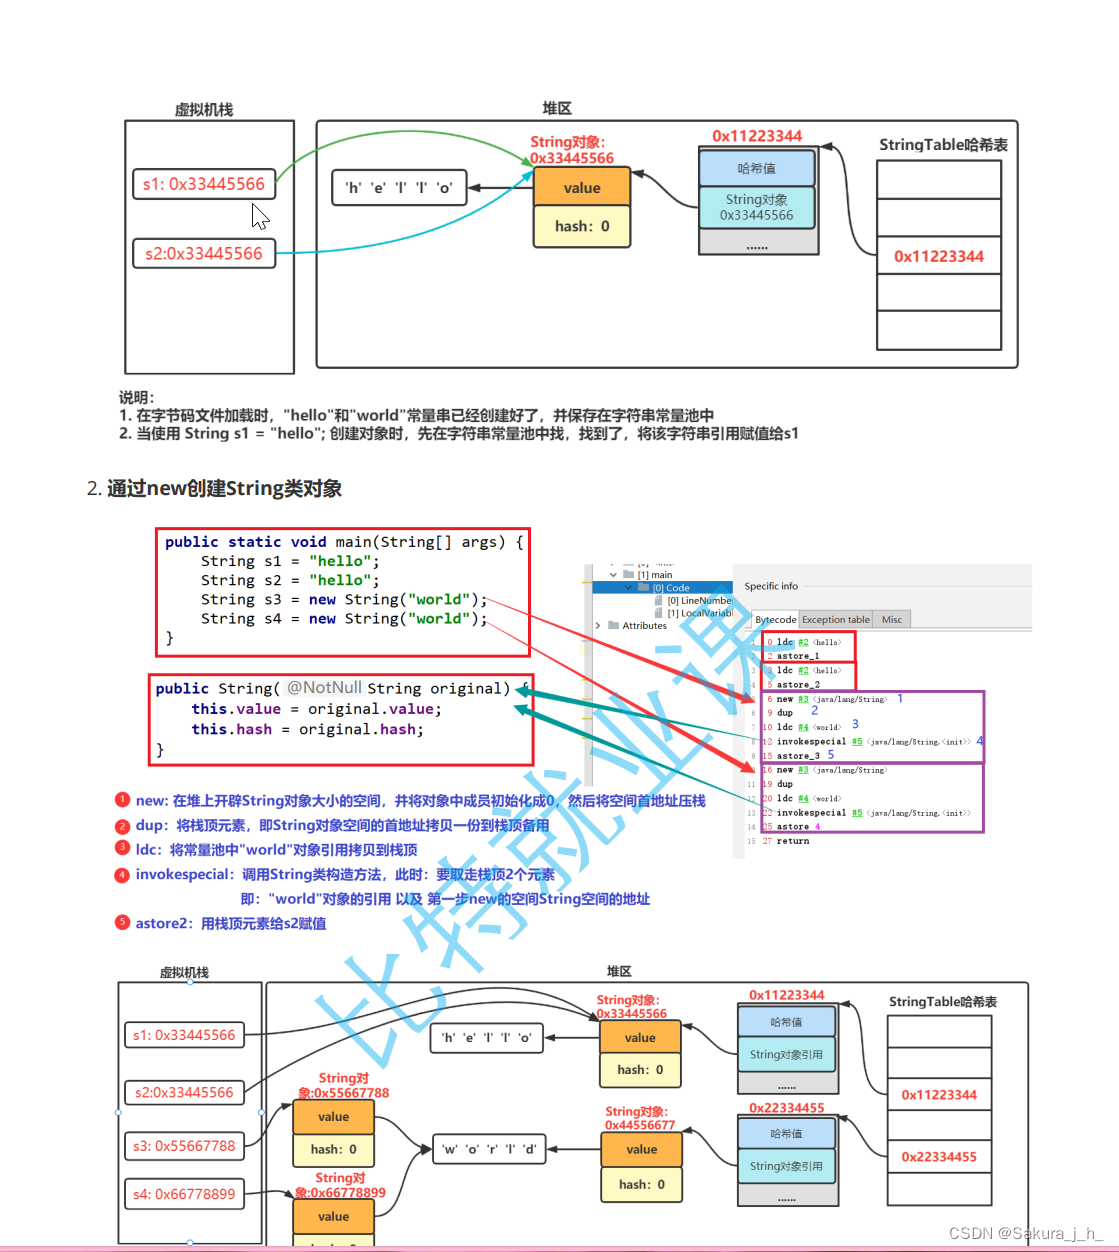 虚拟机栈
堆区
s1: 0x33445566
s2:0x33445566
'h' 'e' 'l' 'l' 'o'
String对象:
0x33445566
value
hash: 0
0x11223344
哈希值
String对象
0x33445566
......
StringTable哈希表
0x11223344
说明：
1. 在字节码文件加载时，"hello"和"world"常量串已经创建好了，并保存在字符串常量池中
2. 当使用 String s1 = "hello"; 创建对象时，先在字符串常量池中找，找到了，将该字符串引用赋值给s1
2. 通过new创建String类对象
public static void main(String[] args) {
String s1 = "hello";
String s2 = "hello";
String s3 = new String("world");
String s4 = new String("world");
}
public String( @NotNull String original) {
this.value = original.value;
this.hash = original.hash;
}
[1] main
[0] Code
[0] LineNumbe
[1] LocalVariab
Attributes
Specific info
Bytecode Exception table Misc
1 0 ldc #2 <hello>
2 2 astore_1
3 3 ldc #2 <hello>
4 5 astore_2
5 6 new #3 <java/lang/String> 1
6 9 dup 2
7 10 ldc #4 <world> 3
8 12 invokespecial #5 <java/lang/String.<init>> 4
9 15 astore_3 5
10 16 new #3 <java/lang/String>
11 19 dup
12 20 ldc #4 <world>
13 22 invokespecial #5 <java/lang/String.<init>>
14 25 astore 4
15 27 return
1 new: 在堆上开辟String对象大小的空间，并将对象中成员初始化成0，然后将空间首地址压栈
2 dup：将栈顶元素，即String对象空间的首地址拷贝一份到栈顶备用
3 ldc：将常量池中"world"对象引用拷贝到栈顶
4 invokespecial：调用String类构造方法，此时：要取走栈顶2个元素
即："world"对象的引用 以及 第一步new的空间String空间的地址
5 astore2：用栈顶元素给s2赋值
比特就业课
虚拟机栈
堆区
s1: 0x33445566
s2:0x33445566
s3: 0x55667788
s4: 0x66778899
'h' 'e' 'l' 'l' 'o'
String对象:
0x33445566
value
hash: 0
0x11223344
哈希值
String对象引用
......
StringTable哈希表
0x11223344
0x22334455
String对
象:0x55667788
value
hash: 0
'w' 'o' 'r' 'l' 'd'
String对象:
0x44556677
value
hash: 0
0x22334455
哈希值
String对象引用
......
String对
象:0x66778899
value
CSDN @Sakura_j_h_